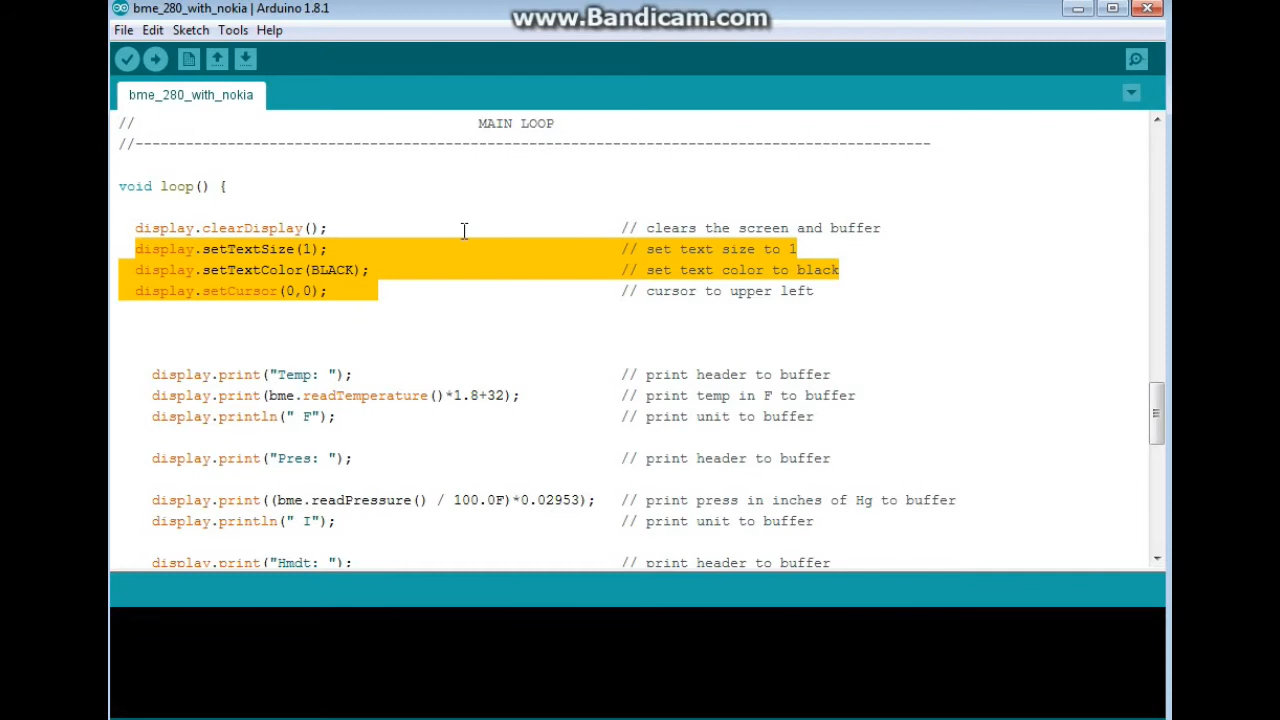 bme_280_with_nokia | Arduino 1.8.1
www.Bandicam.com
File Edit Sketch Tools Help
bme_280_with_nokia
// MAIN LOOP
//-----------------------------------------------------------------------------------------------
void loop() {
display.clearDisplay(); // clears the screen and buffer
display.setTextSize(1); // set text size to 1
display.setTextColor(BLACK); // set text color to black
display.setCursor(0,0); // cursor to upper left
display.print("Temp: "); // print header to buffer
display.print(bme.readTemperature()*1.8+32); // print temp in F to buffer
display.println(" F"); // print unit to buffer
display.print("Pres: "); // print header to buffer
display.print((bme.readPressure() / 100.0F)*0.02953); // print press in inches of Hg to buffer
display.println(" I"); // print unit to buffer
display.print("Hmdt: "); // print header to buffer